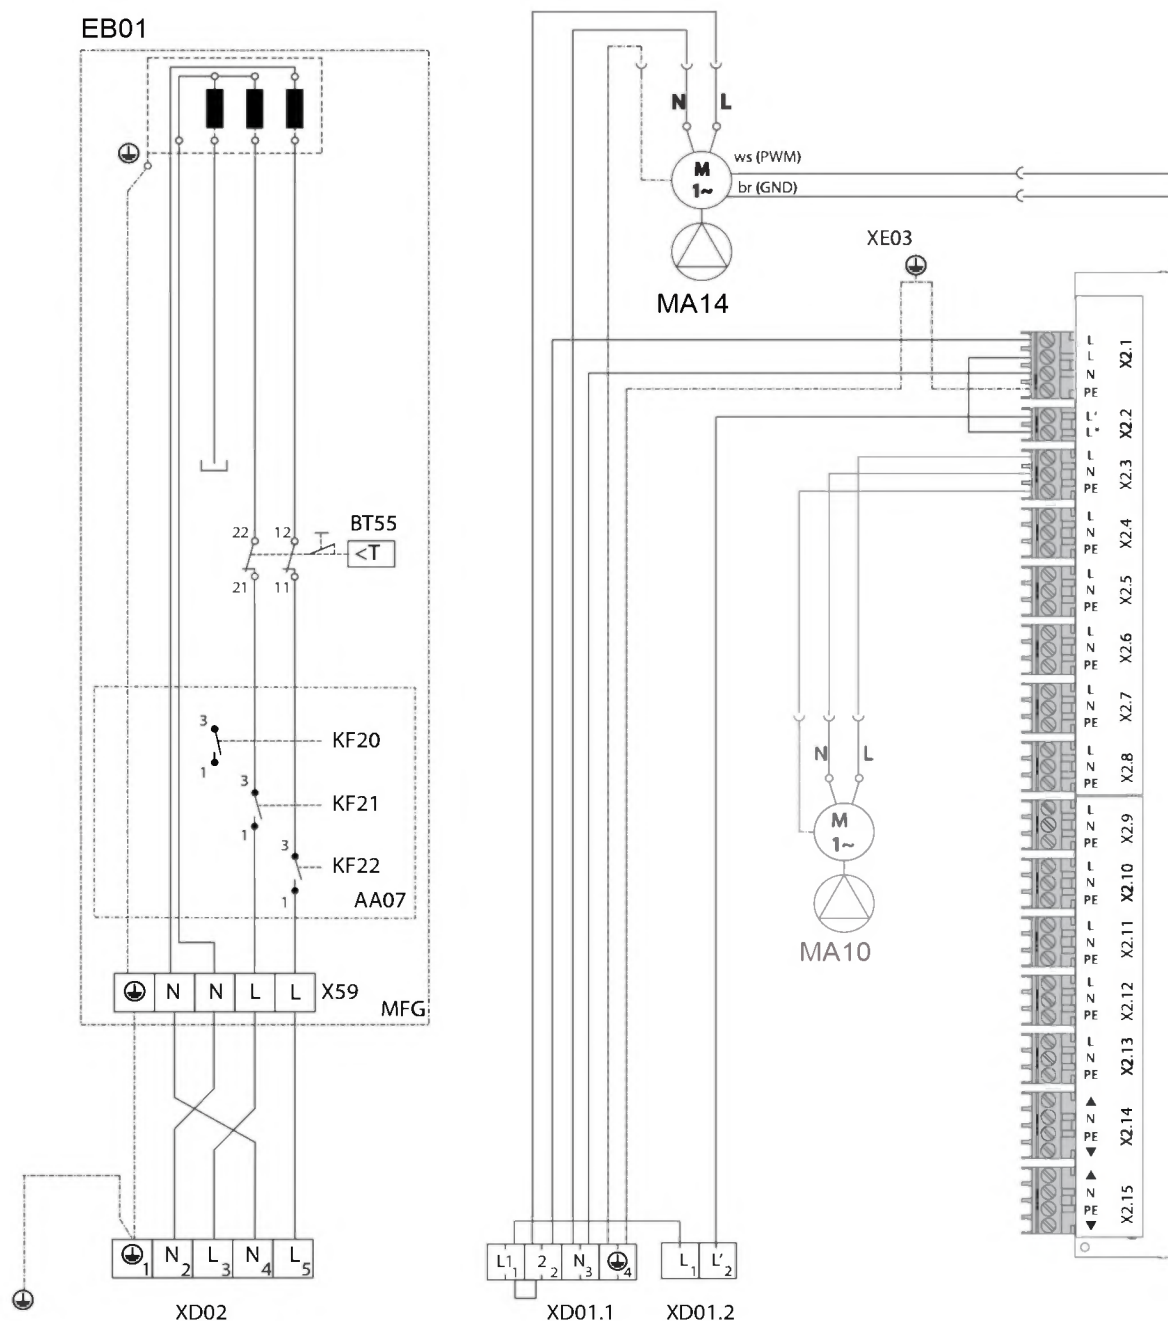 EB01
N L
ws (PWM)
M
1~
br (GND)
XE03
MA14
L
L
N
PE
X2.1
L'
L*
X2.2
L
N
PE
X2.3
L
N
PE
X2.4
L
N
PE
X2.5
L
N
PE
X2.6
L
N
PE
X2.7
L
N
PE
X2.8
L
N
PE
X2.9
L
N
PE
X2.10
L
N
PE
X2.11
L
N
PE
X2.12
L
N
PE
X2.13
▲
N
PE
▼
X2.14
▲
N
PE
▼
X2.15
BT55
22 12
<T
21 11
3
KF20
1
3
KF21
1
3
KF22
1
AA07
N L
M
1~
MA10
N N L L X59
MFG
1 N2 L3 N4 L5
XD02
L1 1 2 2 N 3 4
XD01.1
L 1 L' 2
XD01.2